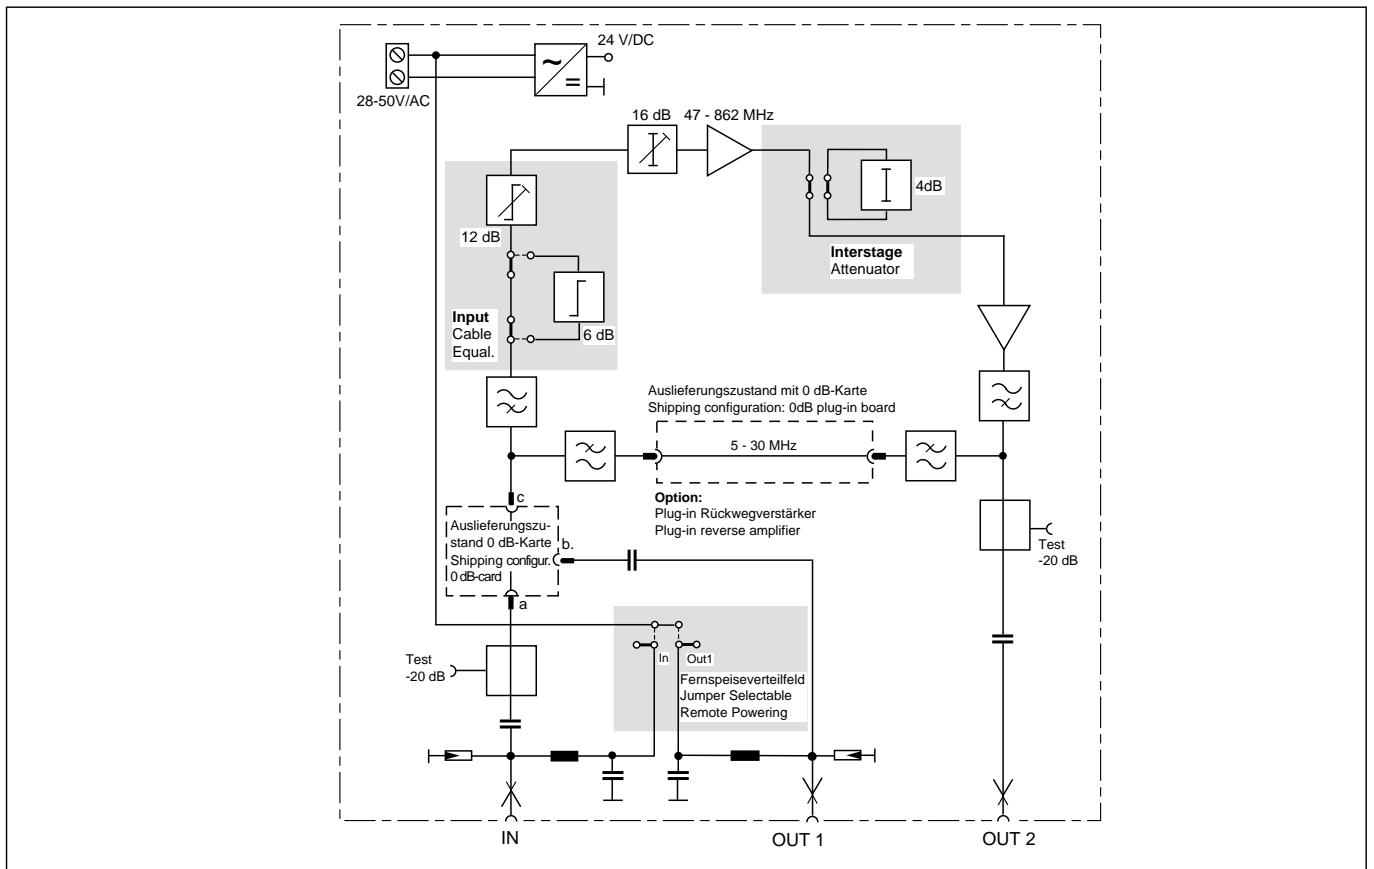 24 V/DC
28-50V/AC
16 dB
47 - 862 MHz
4dB
12 dB
Interstage
Attenuator
Input
Cable
Equal.
6 dB
Auslieferungszustand mit 0 dB-Karte
Shipping configuration: 0dB plug-in board
5 - 30 MHz
Option:
Plug-in Rückwegverstärker
Plug-in reverse amplifier
c
Auslieferungszu-
stand 0 dB-Karte
Shipping configur.
0 dB-card
b.
a
Test
-20 dB
Test
-20 dB
In
Out1
Fernspeiseverteilfeld
Jumper Selectable
Remote Powering
IN
OUT 1
OUT 2